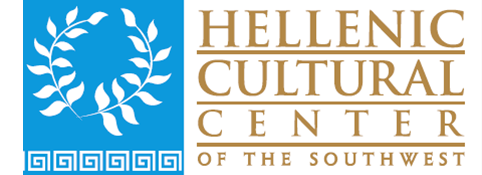 HELLENIC
CULTURAL
CENTER
OF THE SOUTHWEST